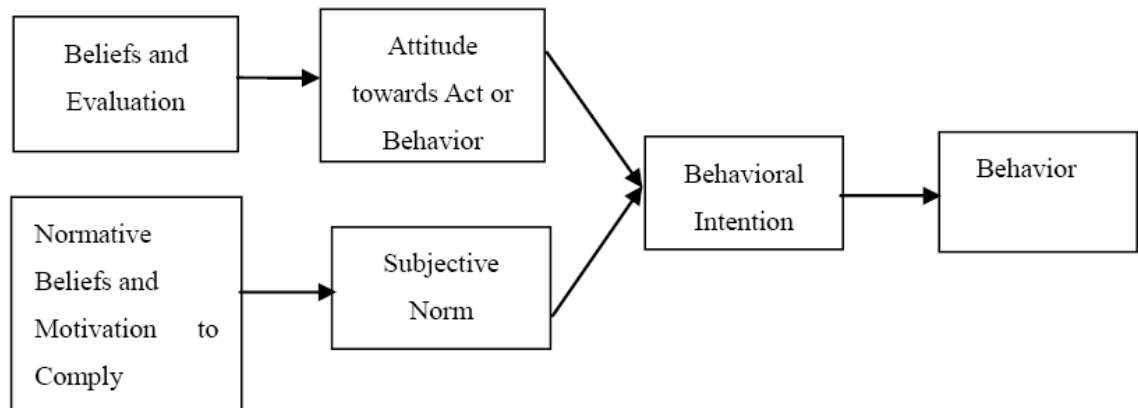 Beliefs and
Evaluation
Attitude
towards Act or
Behavior
Normative
Beliefs and
Motivation to
Comply
Subjective
Norm
Behavioral
Intention
Behavior